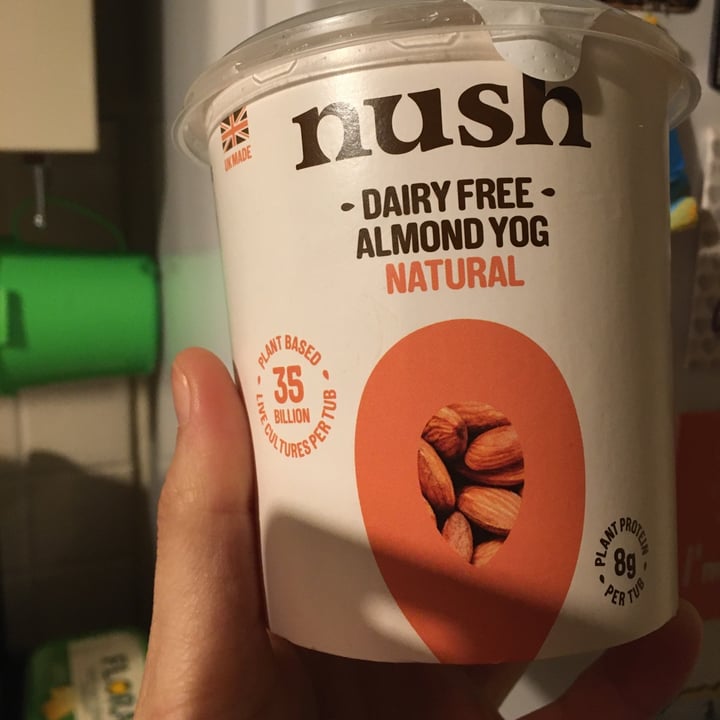 nush
UK MADE
DAIRY FREE
ALMOND YOG
NATURAL
PLANT BASED
35
BILLION
LIVE CULTURES PER TUB
PLANT PROTEIN
8g
PER TUB
FLORA